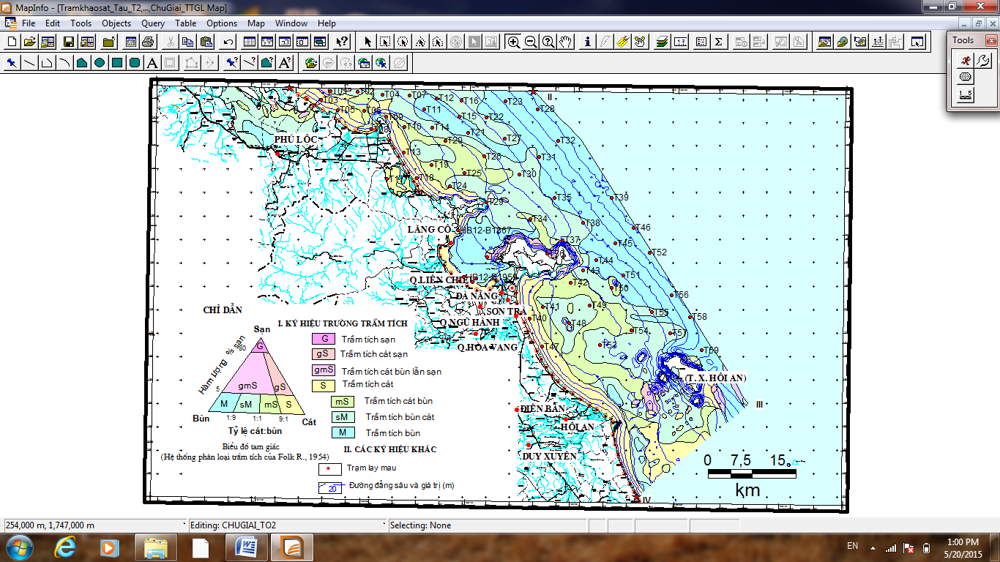 MapInfo - [Tramkhaosat_Tau_T2,...,ChuGiai_TTGL Map]
File Edit Tools Objects Query Table Options Map Window Help
Tools
II
T02
T04
T07
T12
T16
T23
T03
T05
T11
T15
T22
T28
T09
T10
T14
T21
T27
T32
PHÚ LỘC
T13
T26
T31
T19
T25
T30
T18
T24
T35
T39
T34
T38
T46
LĂNG CÔ
T37
T45
T52
T44
T43
T51
Q.LIÊN CHIỂU
T42
T50
ĐÀ NẴNG
T49
T56
SƠN TRÀ
T41
T40
T55
T58
Q.NGŨ HÀNH
T48
T54
T57
Q.HÒA VANG
T47
T53
T59
(T. X. HỘI AN)
III
ĐIỆN BÀN
HỘI AN
DUY XUYÊN
IV
0 7,5 15
km
CHỈ DẪN
I. KÝ HIỆU TRƯỜNG TRẦM TÍCH
Sạn
Hàm lượng % sạn
80
5
G
gmS
gS
M sM mS S
Bùn 1:9 1:1 9:1 Cát
Tỷ lệ cát:bùn
Biểu đồ tam giác
(Hệ thống phân loại trầm tích của Folk R., 1954)
G Trầm tích sạn
gS Trầm tích cát sạn
gmS Trầm tích cát bùn lẫn sạn
S Trầm tích cát
mS Trầm tích cát bùn
sM Trầm tích bùn cát
M Trầm tích bùn
II. CÁC KÝ HIỆU KHÁC
Trạm lay mau
20 Đường đẳng sâu và giá trị (m)
254,000 m, 1,747,000 m
Editing: CHUGIAI_TO2
Selecting: None
EN
1:00 PM
5/20/2015